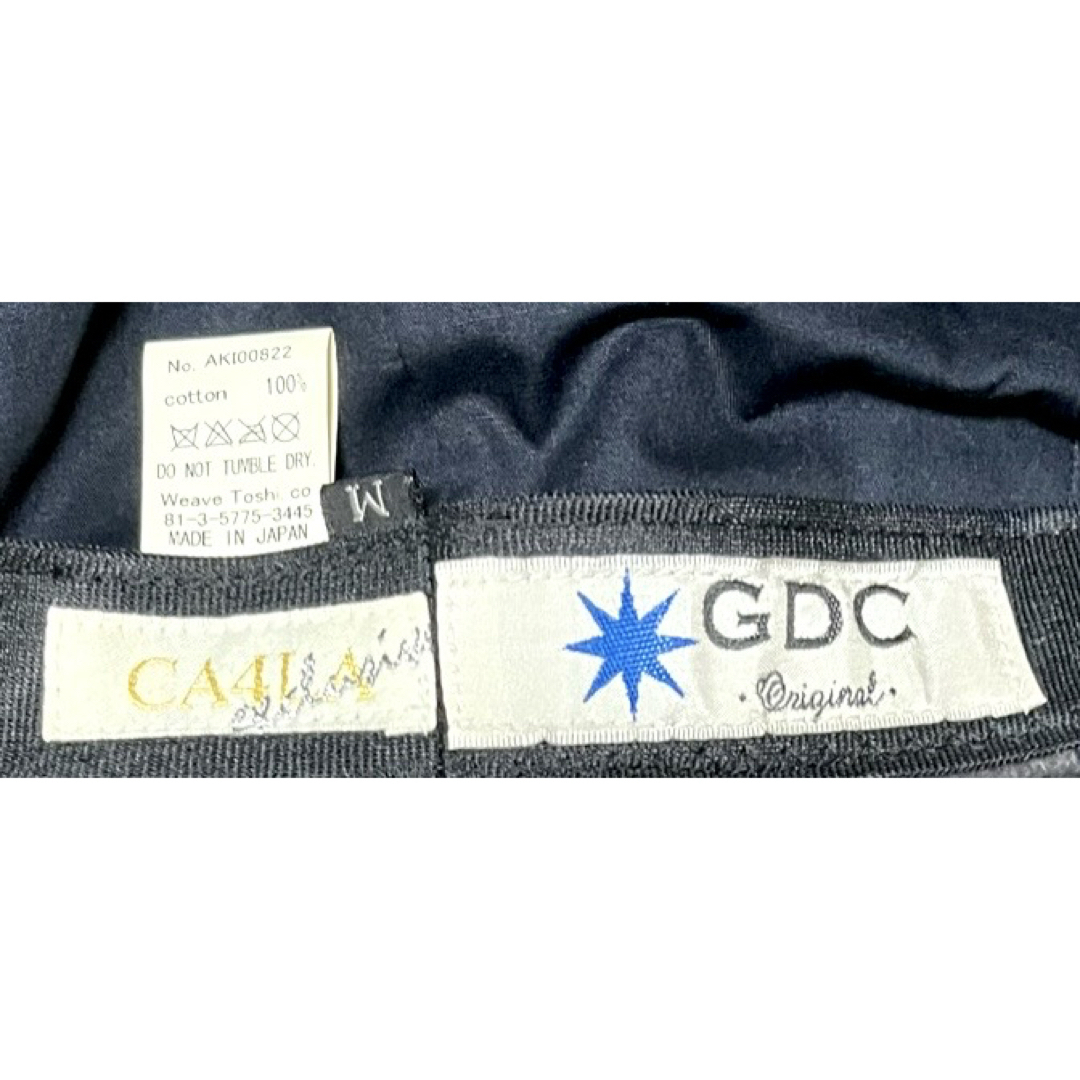 No. AKI00822
cotton 100%
DO NOT TUMBLE DRY.
Weave Toshi. co
81-3-5775-3445
MADE IN JAPAN
M
CA4LA
GDC
· Original ·